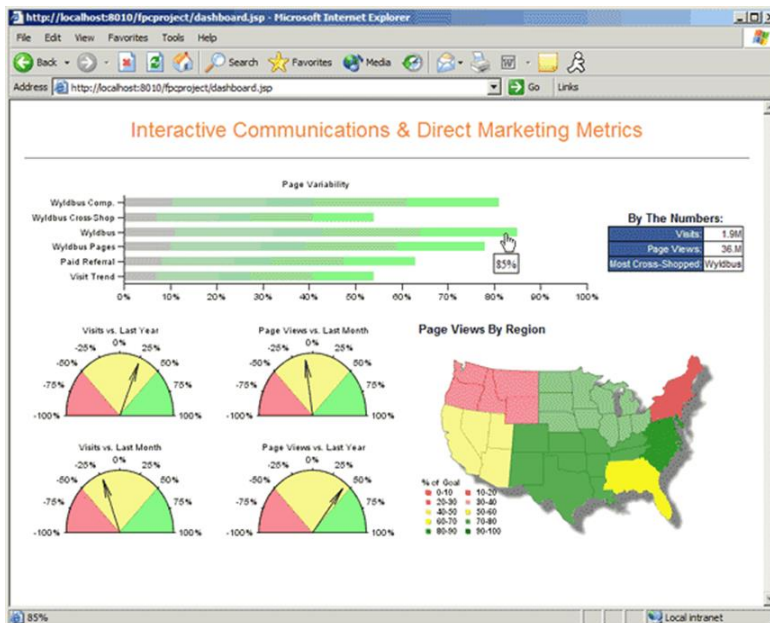 http://localhost:8010/fpcproject/dashboard.jsp - Microsoft Internet Explorer
File Edit View Favorites Tools Help
Back Search Favorites Media
Address http://localhost:8010/fpcproject/dashboard.jsp Go Links
Interactive Communications & Direct Marketing Metrics
Page Variability
Wyldbus Comp.
Wyldbus Cross-Shop
Wyldbus
Wyldbus Pages
Paid Referral
Visit Trend
85%
0% 10% 20% 30% 40% 50% 60% 70% 80% 90% 100%
By The Numbers:
Visits: 1.9M
Page Views: 36.M
Most Cross-Shopped Wyldbus
Visits vs. Last Year
-100% -75% -50% -25% 0% 25% 50% 75% 100%
Page Views vs. Last Month
-100% -75% -50% -25% 0% 25% 50% 75% 100%
Visits vs. Last Month
-100% -75% -50% -25% 0% 25% 50% 75% 100%
Page Views vs. Last Year
-100% -75% -50% -25% 0% 25% 50% 75% 100%
Page Views By Region
% of Goal
0-10 10-20
20-30 30-40
40-50 50-60
60-70 70-80
80-90 90-100
85% Local intranet